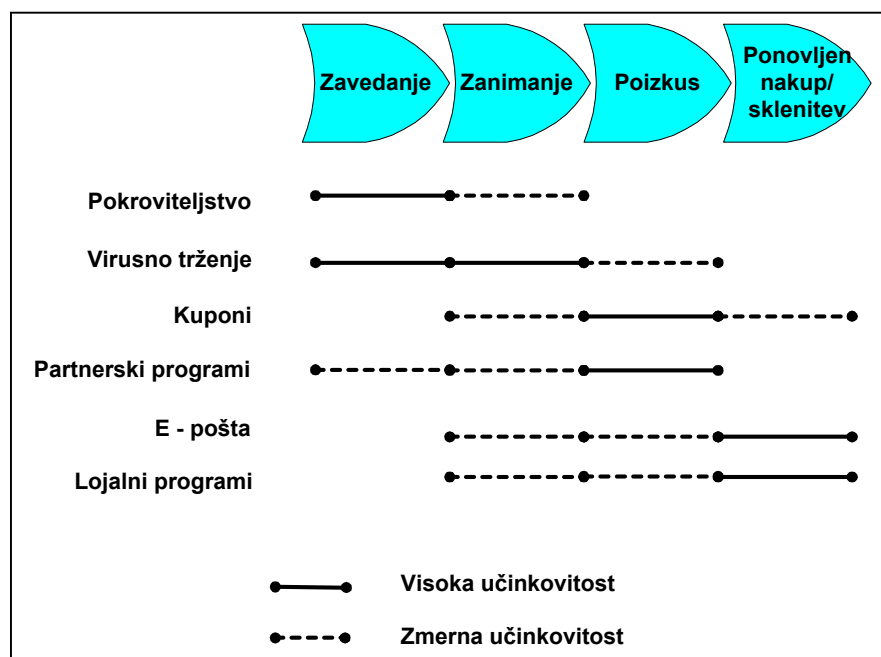 Zavedanje
Zanimanje
Poizkus
Ponovljen
nakup/
sklenitev
Pokroviteljstvo
Virusno trženje
Kuponi
Partnerski programi
E - pošta
Lojalni programi
Visoka učinkovitost
Zmerna učinkovitost